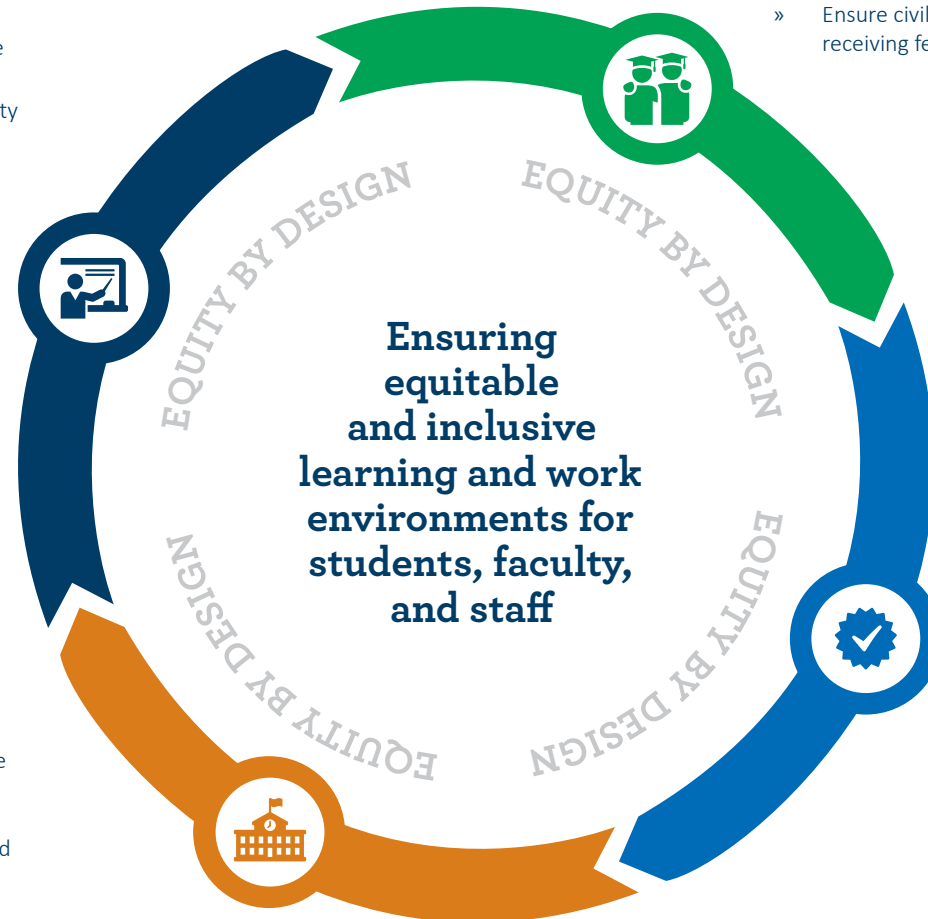 » Ensure civil
receiving fe
EQUITY BY DESIGN
EQUITY BY DESIGN
Ensuring
equitable
and inclusive
learning and work
environments for
students, faculty,
and staff
EQUITY BY DESIGN
EQUITY BY DESIGN